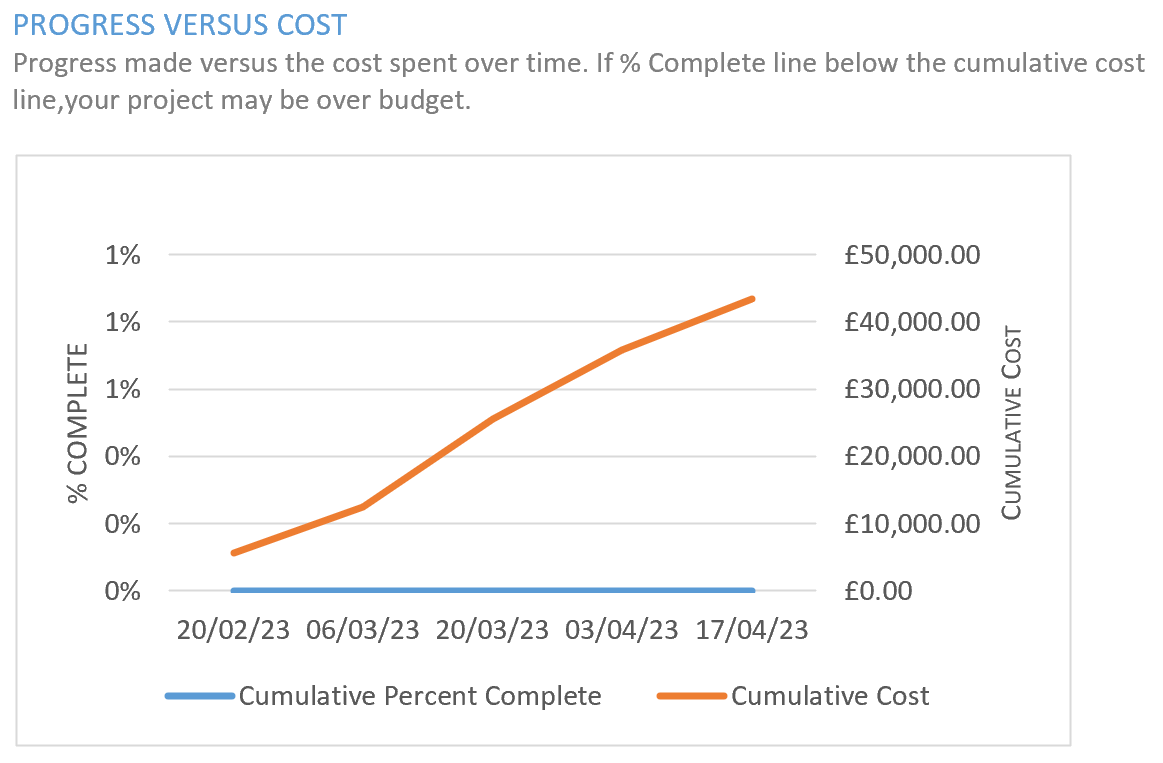 PROGRESS VERSUS COST
Progress made versus the cost spent over time. If % Complete line below the cumulative cost
line,your project may be over budget.
1%
1%
1%
0%
0%
0%
% COMPLETE
£50,000.00
£40,000.00
£30,000.00
£20,000.00
£10,000.00
£0.00
CUMULATIVE COST
20/02/23 06/03/23 20/03/23 03/04/23 17/04/23
Cumulative Percent Complete Cumulative Cost